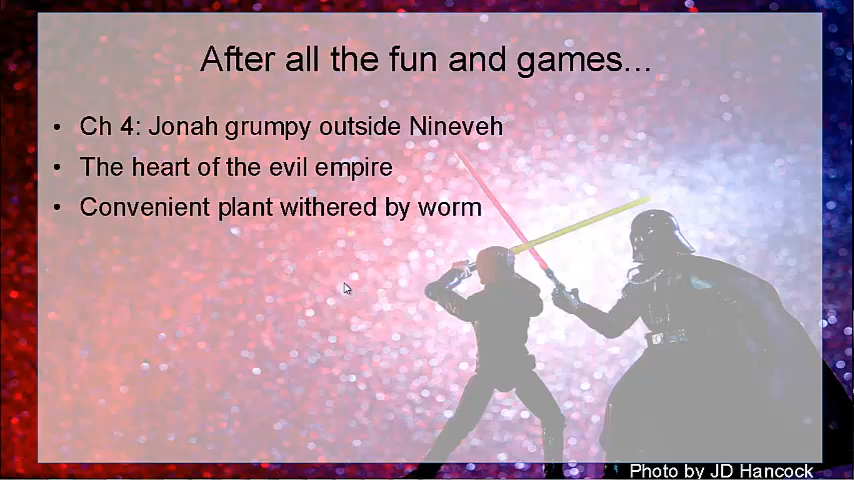 After all the fun and games...
• Ch 4: Jonah grumpy outside Nineveh
• The heart of the evil empire
• Convenient plant withered by worm
Photo by JD Hancock